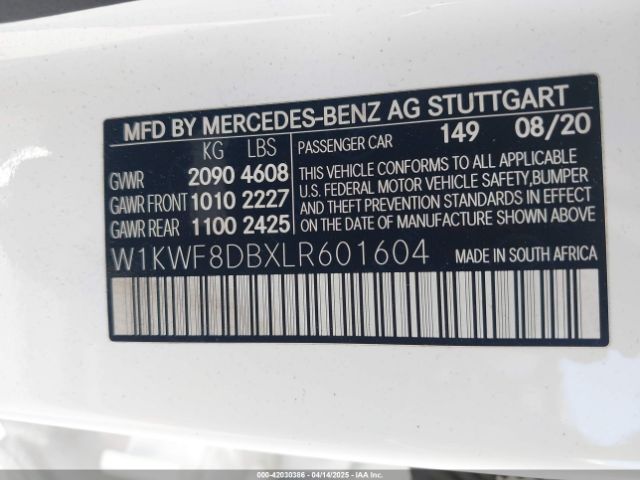 MFD BY MERCEDES-BENZ AG STUTTGART
KG LBS
GVWR 2090 4608
GAWR FRONT 1010 2227
GAWR REAR 1100 2425
PASSENGER CAR 149 08/20
THIS VEHICLE CONFORMS TO ALL APPLICABLE
U.S. FEDERAL MOTOR VEHICLE SAFETY,BUMPER
AND THEFT PREVENTION STANDARDS IN EFFECT
ON THE DATE OF MANUFACTURE SHOWN ABOVE.
W1KWF8DBXLR601604 MADE IN SOUTH AFRICA
000-42030386 - 04/14/2025 - IAAI.com